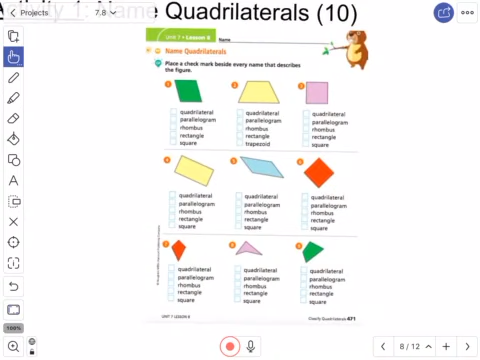 Projects
7.8
Quadrilaterals (10)
UNIT 7 • Lesson 8
Name
Name Quadrilaterals
Place a check mark beside every name that describes
the figure.
1
2
3
quadrilateral
parallelogram
rhombus
rectangle
square
quadrilateral
parallelogram
rhombus
rectangle
trapezoid
quadrilateral
parallelogram
rhombus
rectangle
square
4
5
6
quadrilateral
parallelogram
rhombus
rectangle
square
quadrilateral
parallelogram
rhombus
rectangle
square
quadrilateral
parallelogram
rhombus
rectangle
square
7
8
9
quadrilateral
parallelogram
rhombus
rectangle
square
quadrilateral
parallelogram
rhombus
rectangle
square
quadrilateral
parallelogram
rhombus
rectangle
square
UNIT 7 LESSON 8
Classify Quadrilaterals 671
100%
8 / 12